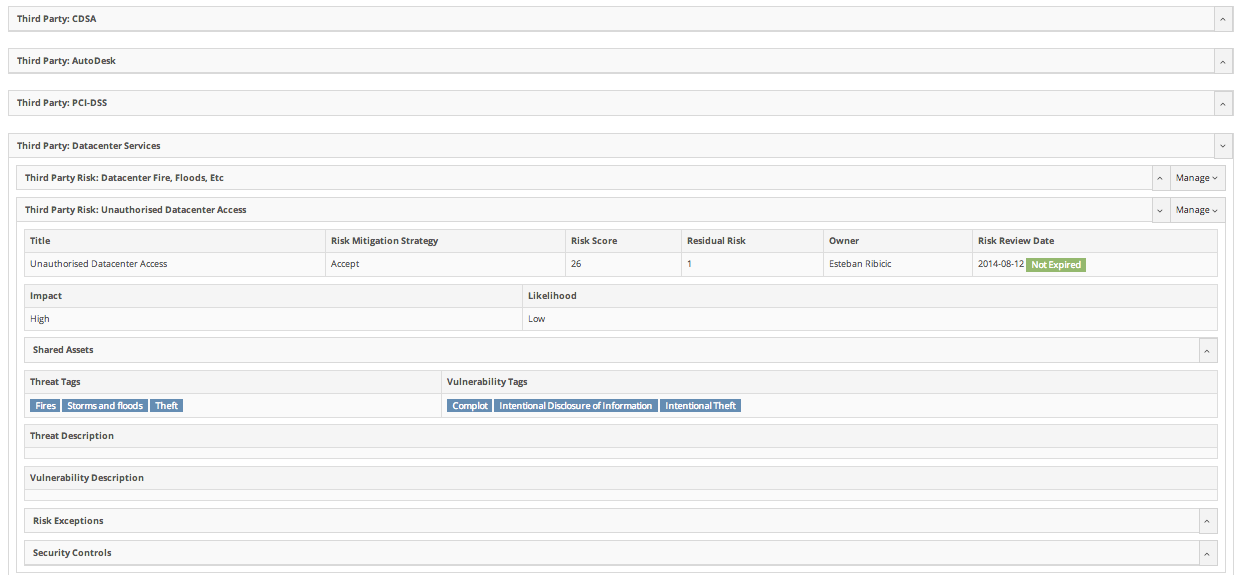 Third Party: CDSA
Third Party: AutoDesk
Third Party: PCI-DSS
Third Party: Datacenter Services
Third Party Risk: Datacenter Fire, Floods, Etc Manage
Third Party Risk: Unauthorised Datacenter Access Manage
Title Risk Mitigation Strategy Risk Score Residual Risk Owner Risk Review Date
Unauthorised Datacenter Access Accept 26 1 Esteban Ribicic 2014-08-12 Not Expired
Impact Likelihood
High Low
Shared Assets
Threat Tags Vulnerability Tags
Fires Storms and floods Theft Complot Intentional Disclosure of Information Intentional Theft
Threat Description
Vulnerability Description
Risk Exceptions
Security Controls